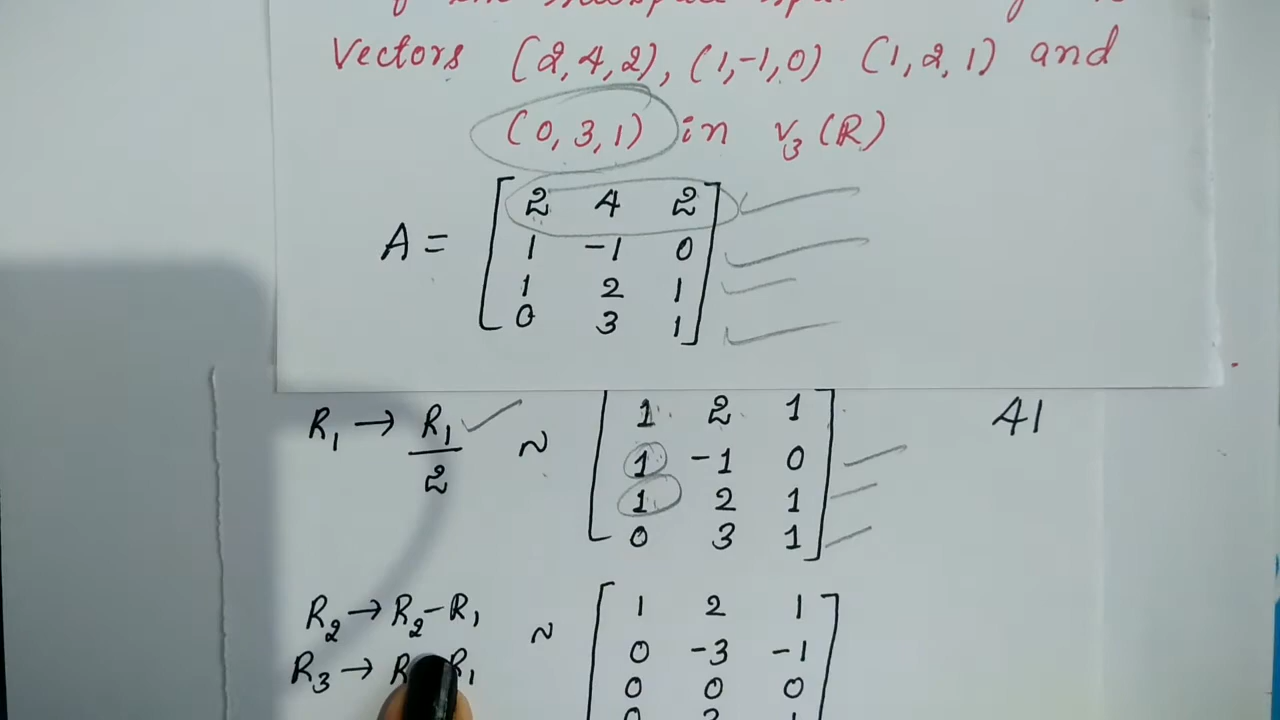 Vectors (2,4,2), (1,-1,0) (1,2,1) and
(0,3,1) in V3(R)
A = [ 2 4 2
1 -1 0
1 2 1
0 3 1 ]
R1 → R1/2 ~ [ 1 2 1
1 -1 0
1 2 1
0 3 1 ]
41
R2 → R2-R1 ~ [ 1 2 1
R3 → R R1 0 -3 -1
0 0 0